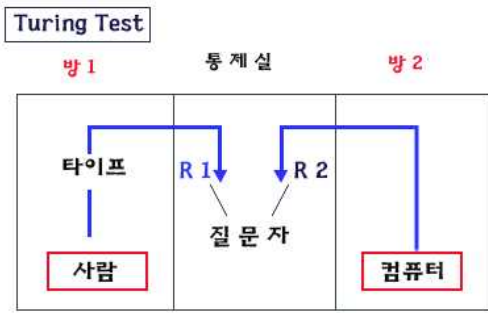 Turing Test
방 1
통 제 실
방 2
타이프
R 1
R 2
질 문 자
사람
컴퓨터